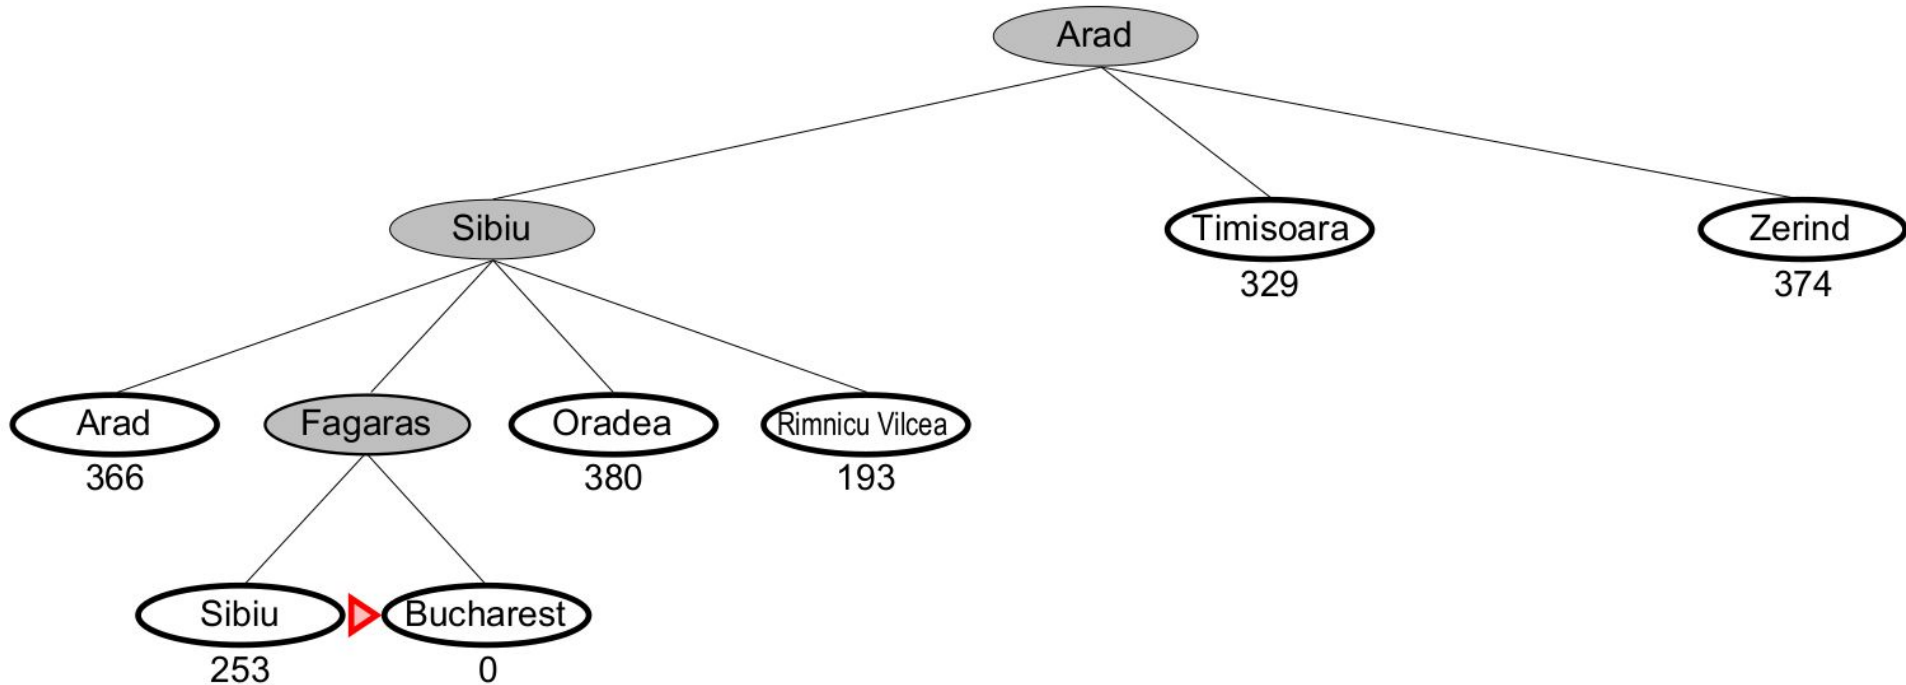 Arad
Sibiu
Timisoara
Zerind
329
374
Arad
Fagaras
Oradea
Rimnicu Vilcea
366
380
193
Sibiu
Bucharest
253
0